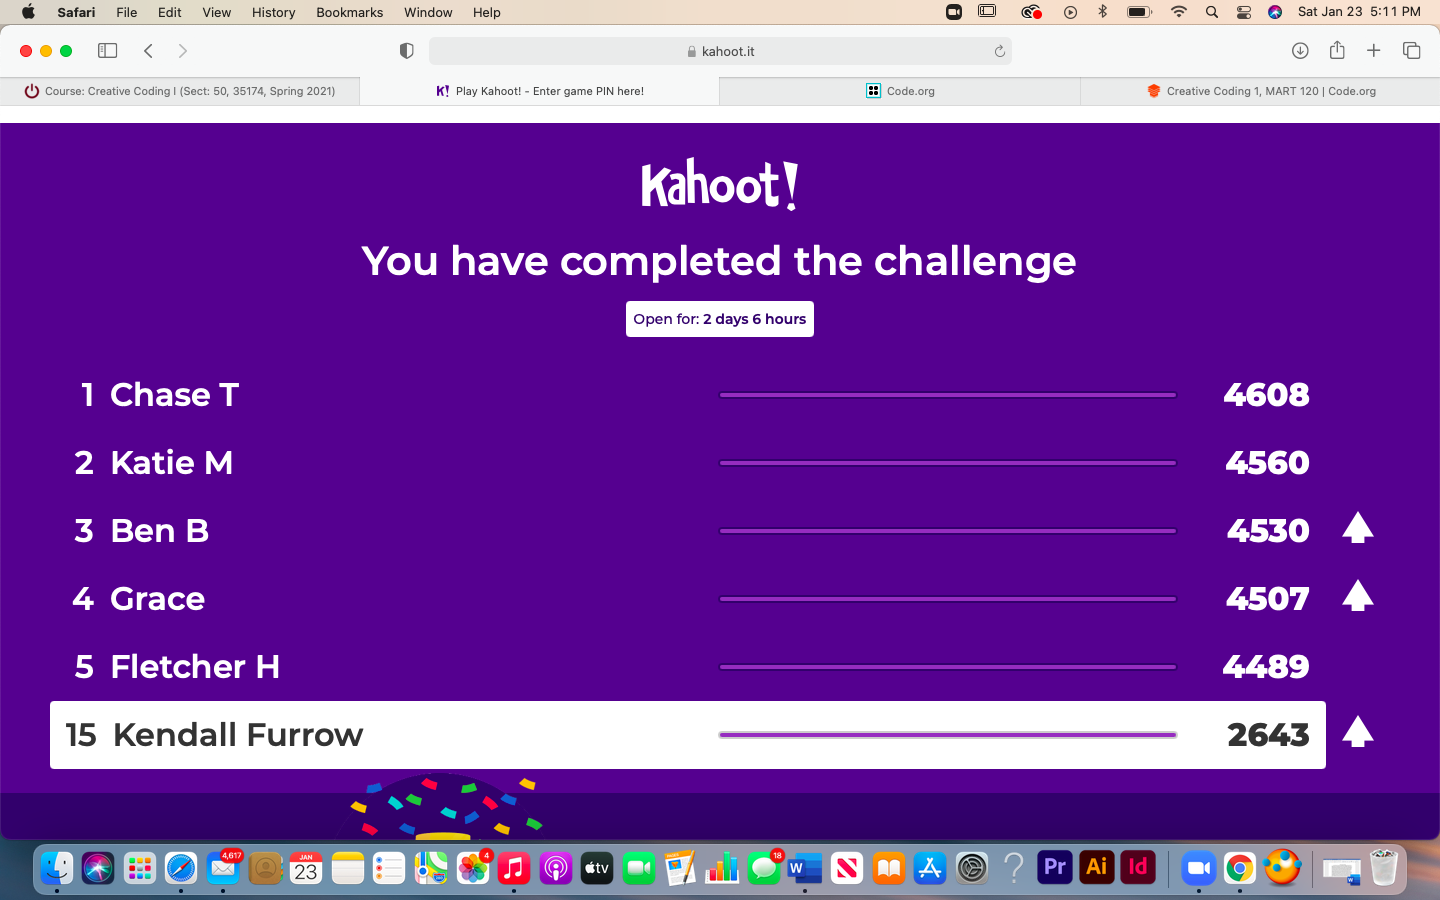 Safari File Edit View History Bookmarks Window Help Sat Jan 23 5:11 PM
kahoot.it
Course: Creative Coding I (Sect: 50, 35174, Spring 2021) K! Play Kahoot! - Enter game PIN here! Code.org Creative Coding 1, MART 120 | Code.org
Kahoot!
You have completed the challenge
Open for: 2 days 6 hours
1 Chase T 4608
2 Katie M 4560
3 Ben B 4530
4 Grace 4507
5 Fletcher H 4489
15 Kendall Furrow 2643
4,617 JAN 23 4 tv 18 W N ? Pr Ai Id